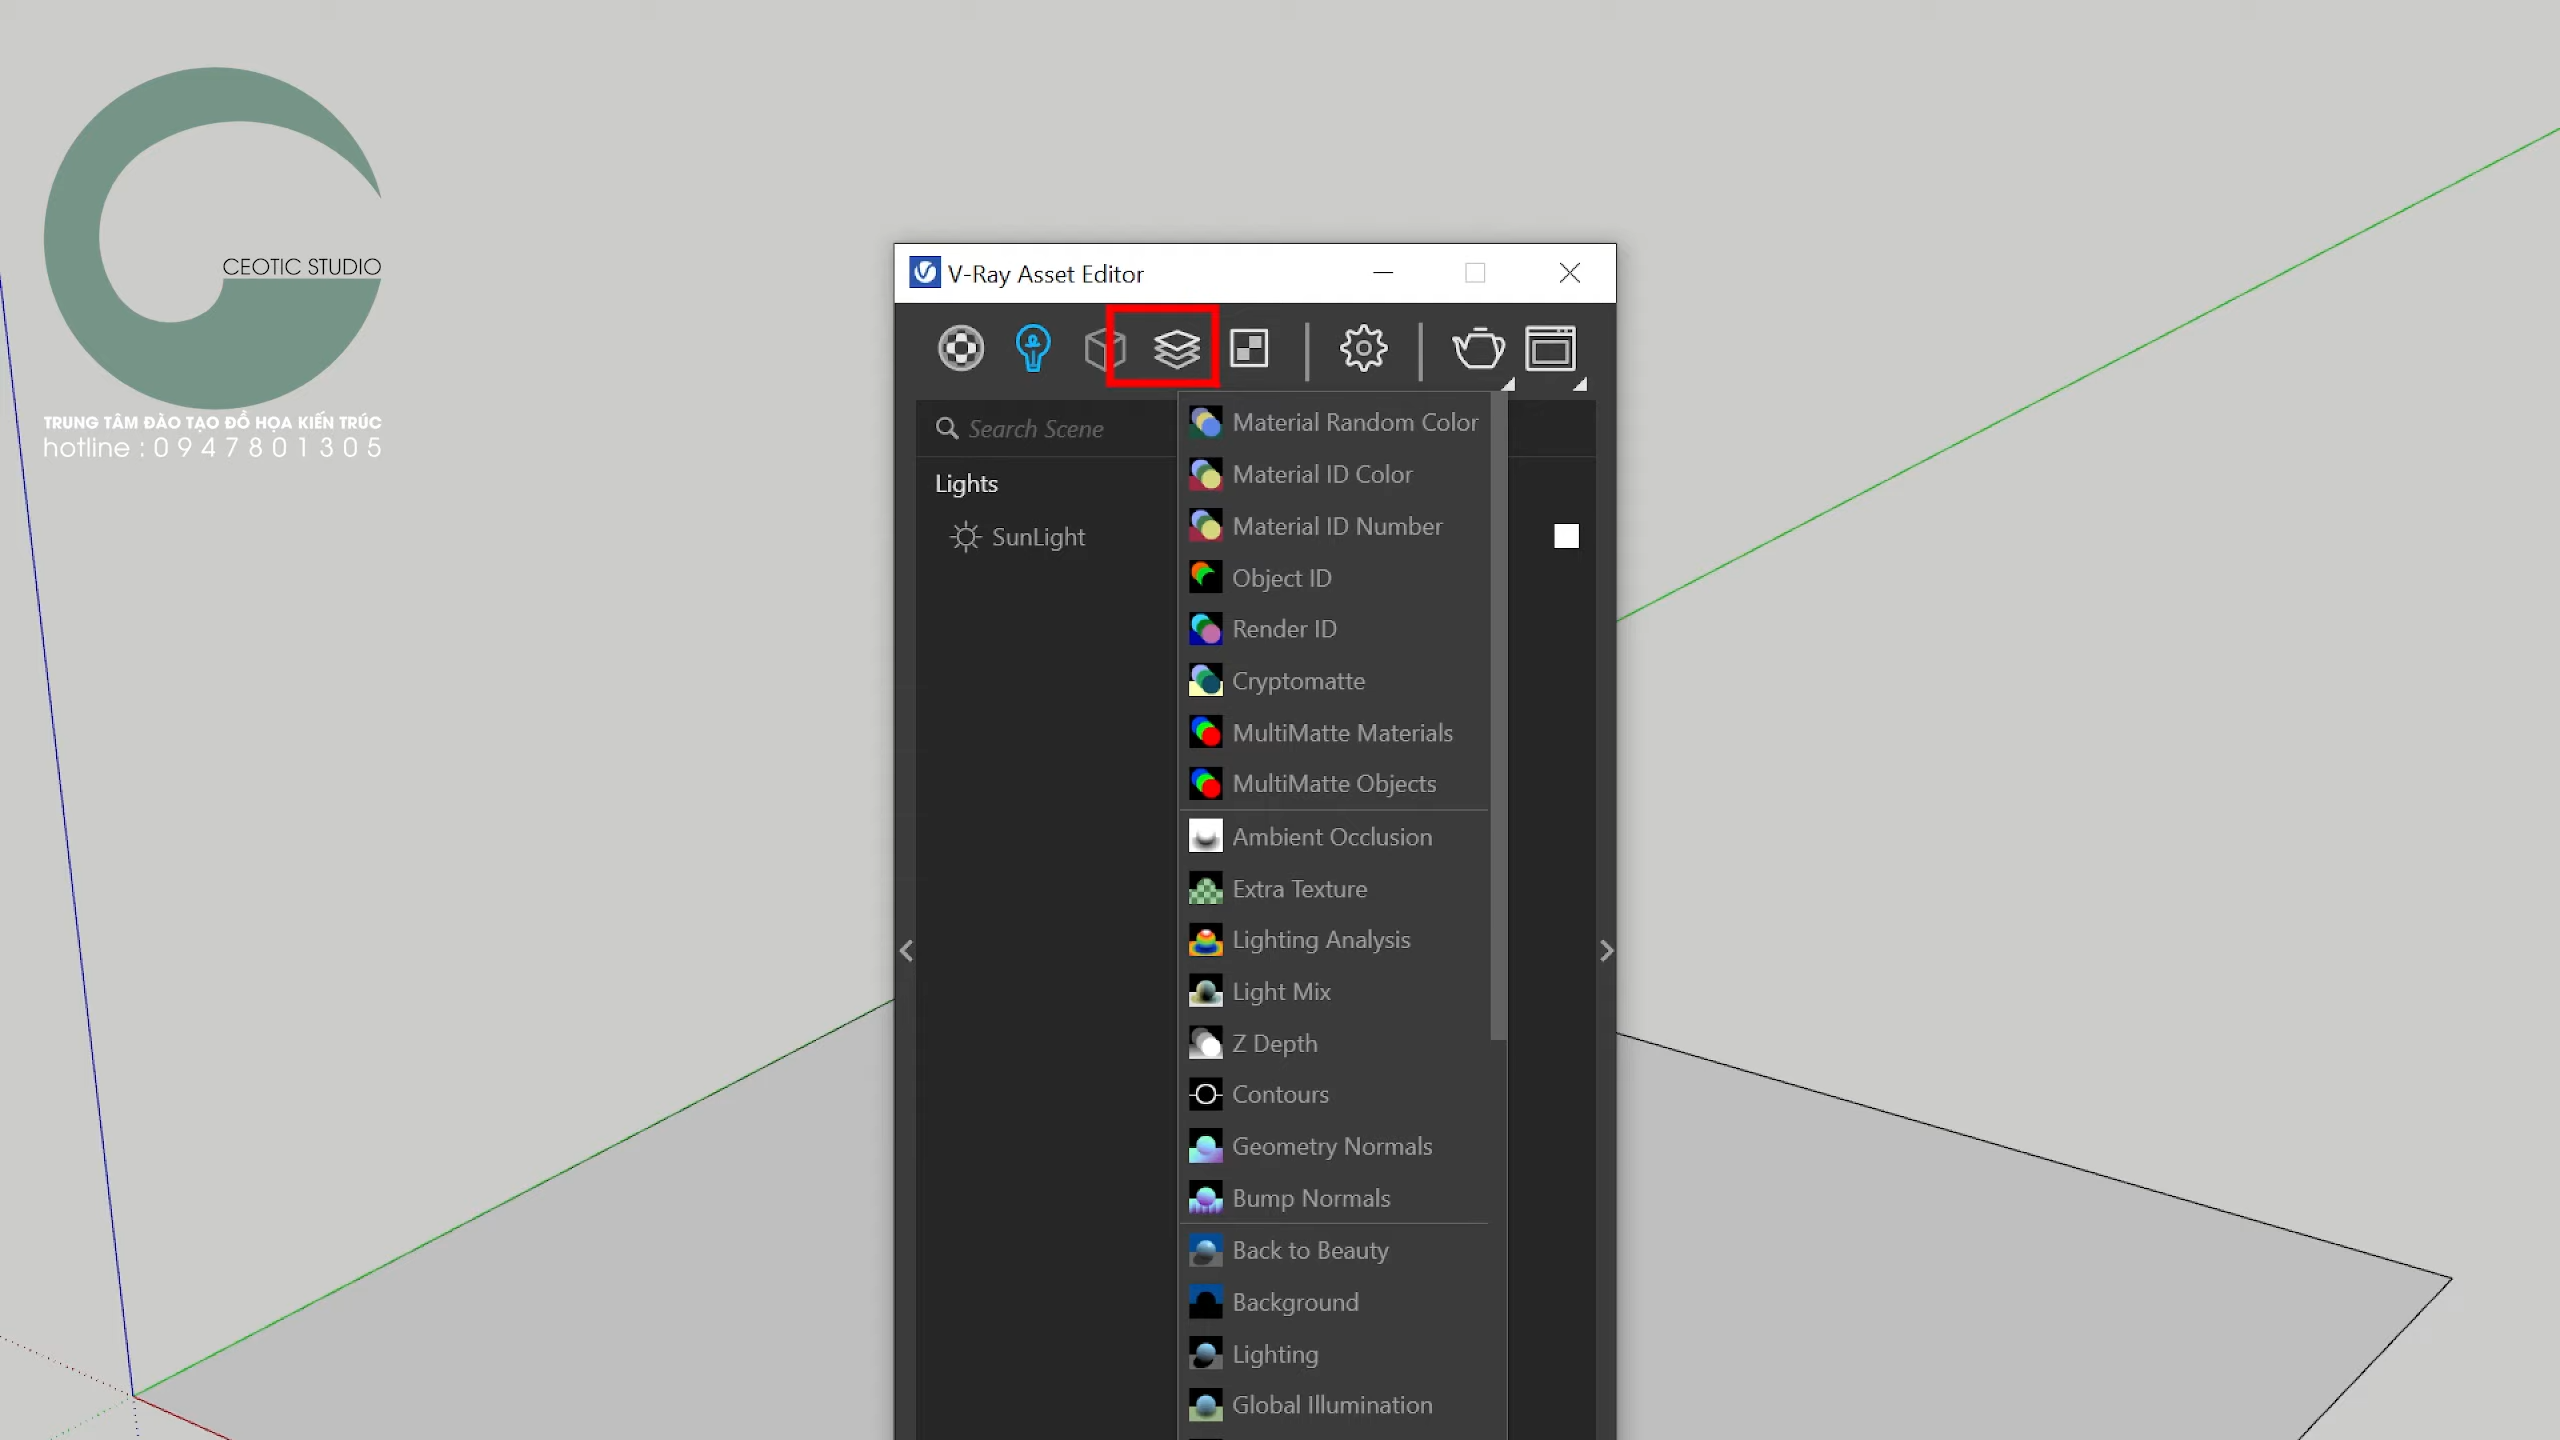 CEOTIC STUDIO
TRUNG TÂM ĐÀO TẠO ĐỒ HỌA KIẾN TRÚC
hotline : 0 9 4 7 8 0 1 3 0 5
V-Ray Asset Editor
Search Scene
Lights
SunLight
Material Random Color
Material ID Color
Material ID Number
Object ID
Render ID
Cryptomatte
MultiMatte Materials
MultiMatte Objects
Ambient Occlusion
Extra Texture
Lighting Analysis
Light Mix
Z Depth
Contours
Geometry Normals
Bump Normals
Back to Beauty
Background
Lighting
Global Illumination